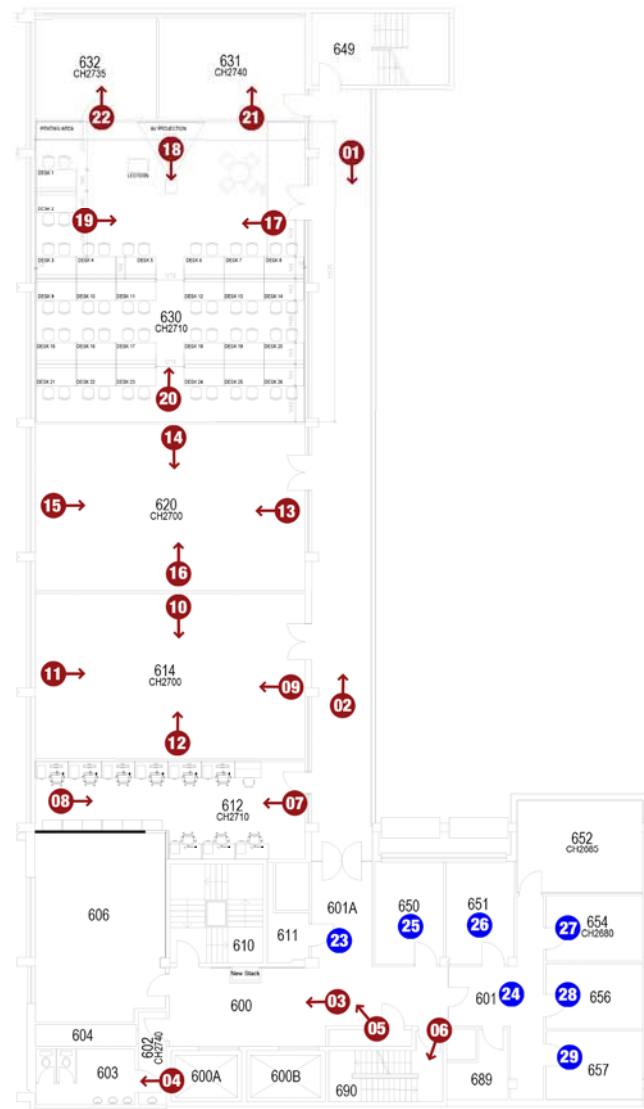 632
CH2735
631
CH2740
649
22
21
PRINTING AREA
AV PROJECTION
18
01
DESK 1
LECTERN
DESK 2
19
17
DESK 3
DESK 4
DESK 5
DESK 6
DESK 7
DESK 8
DESK 9
DESK 10
DESK 11
DESK 12
DESK 13
DESK 14
630
CH2710
DESK 15
DESK 16
DESK 17
DESK 18
DESK 19
DESK 20
DESK 21
DESK 22
DESK 23
DESK 24
DESK 25
DESK 26
20
14
15
620
CH2700
13
16
10
11
614
CH2700
09
02
12
08
07
612
CH2710
652
CH2685
606
601A
650
651
654
CH2680
610
611
23
25
26
27
New Stack
600
03
601
24
28
656
05
06
604
602
CH2740
603
04
600A
600B
690
689
29
657